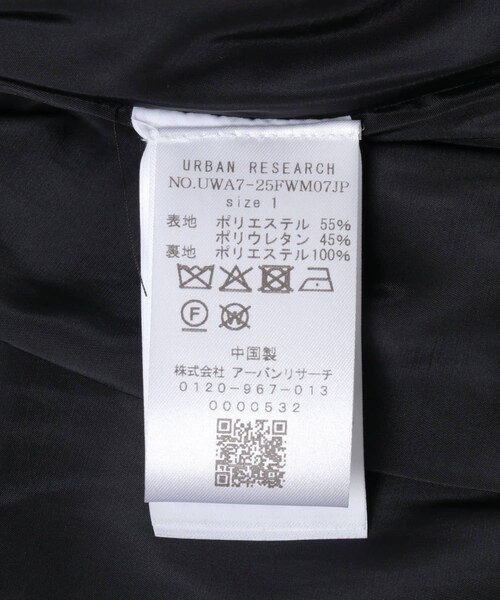 URBAN RESEARCH
NO.UWA7-25FWM07JP
size 1
表地 ポリエステル 55%
ポリウレタン 45%
裏地 ポリエステル100%
F W
中国製
株式会社 アーバンリサーチ
0120-967-013
0000532